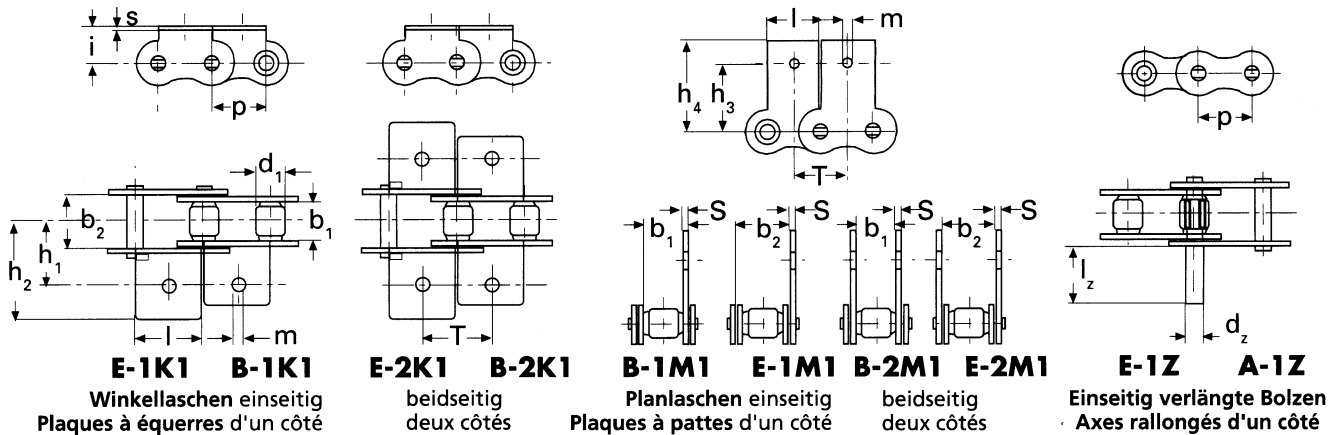 s
i
p
l
m
h4
h3
T
p
d1
b2
b1
h1
h2
l
m
T
b1
S
b2
S
b1
S
b2
S
lz
dz
E-1K1 B-1K1
Winkellaschen einseitig
Plaques à équerres d'un côté
E-2K1 B-2K1
beidseitig
deux côtés
B-1M1 E-1M1
Planlaschen einseitig
Plaques à pattes d'un côté
B-2M1 E-2M1
beidseitig
deux côtés
E-1Z A-1Z
Einseitig verlängte Bolzen
Axes rallongés d'un côté